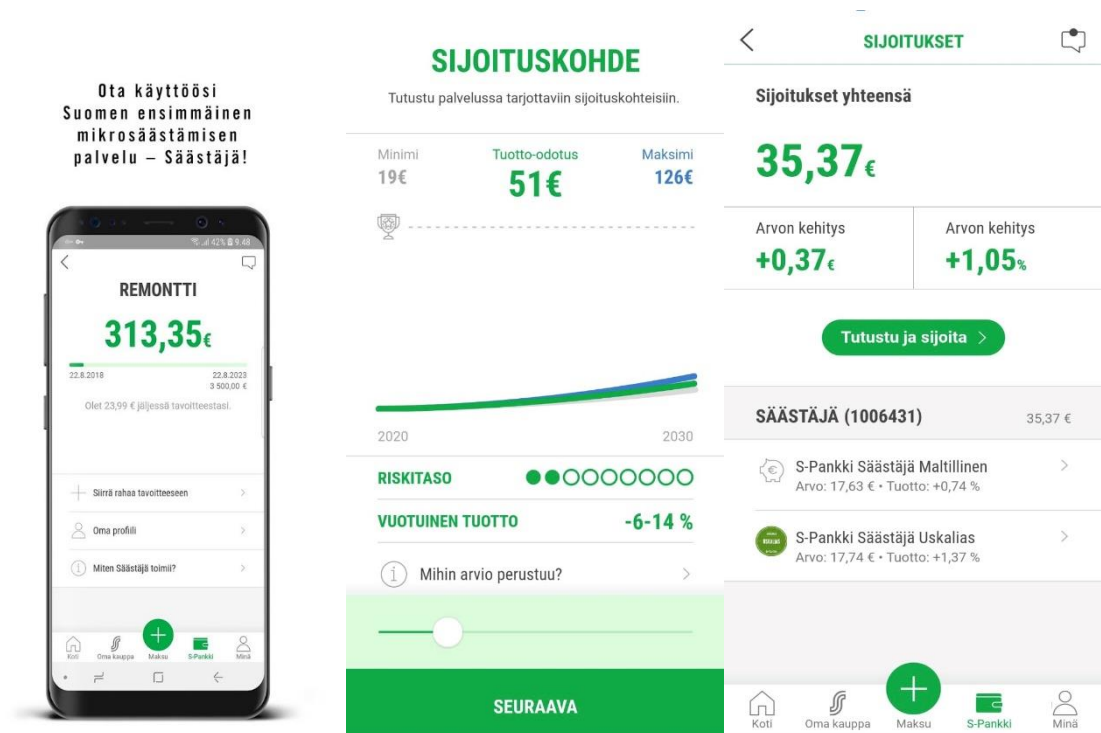 Ota käyttöösi
Suomen ensimmäinen
mikrosäästämisen
palvelu – Säästäjä!
42% 9.48
REMONTTI
313,35€
22.8.2018 22.8.2023
3 500,00 €
Olet 23,99 € jäljessä tavoitteestasi.
Siirrä rahaa tavoitteeseen
Oma profiili
Miten Säästäjä toimii?
Koti Oma kauppa Maksu S-Pankki Minä
SIJOITUSKOHDE
Tutustu palvelussa tarjottaviin sijoituskohteisiin.
Minimi Tuotto-odotus Maksimi
19€ 51€ 126€
2020 2030
RISKITASO
VUOTUINEN TUOTTO -6-14 %
Mihin arvio perustuu?
SEURAAVA
SIJOITUKSET
Sijoitukset yhteensä
35,37€
Arvon kehitys Arvon kehitys
+0,37€ +1,05%
Tutustu ja sijoita
SÄÄSTÄJÄ (1006431) 35,37 €
S-Pankki Säästäjä Maltillinen
Arvo: 17,63 € • Tuotto: +0,74 %
S-Pankki Säästäjä Uskalias
Arvo: 17,74 € • Tuotto: +1,37 %
Koti Oma kauppa Maksu S-Pankki Minä